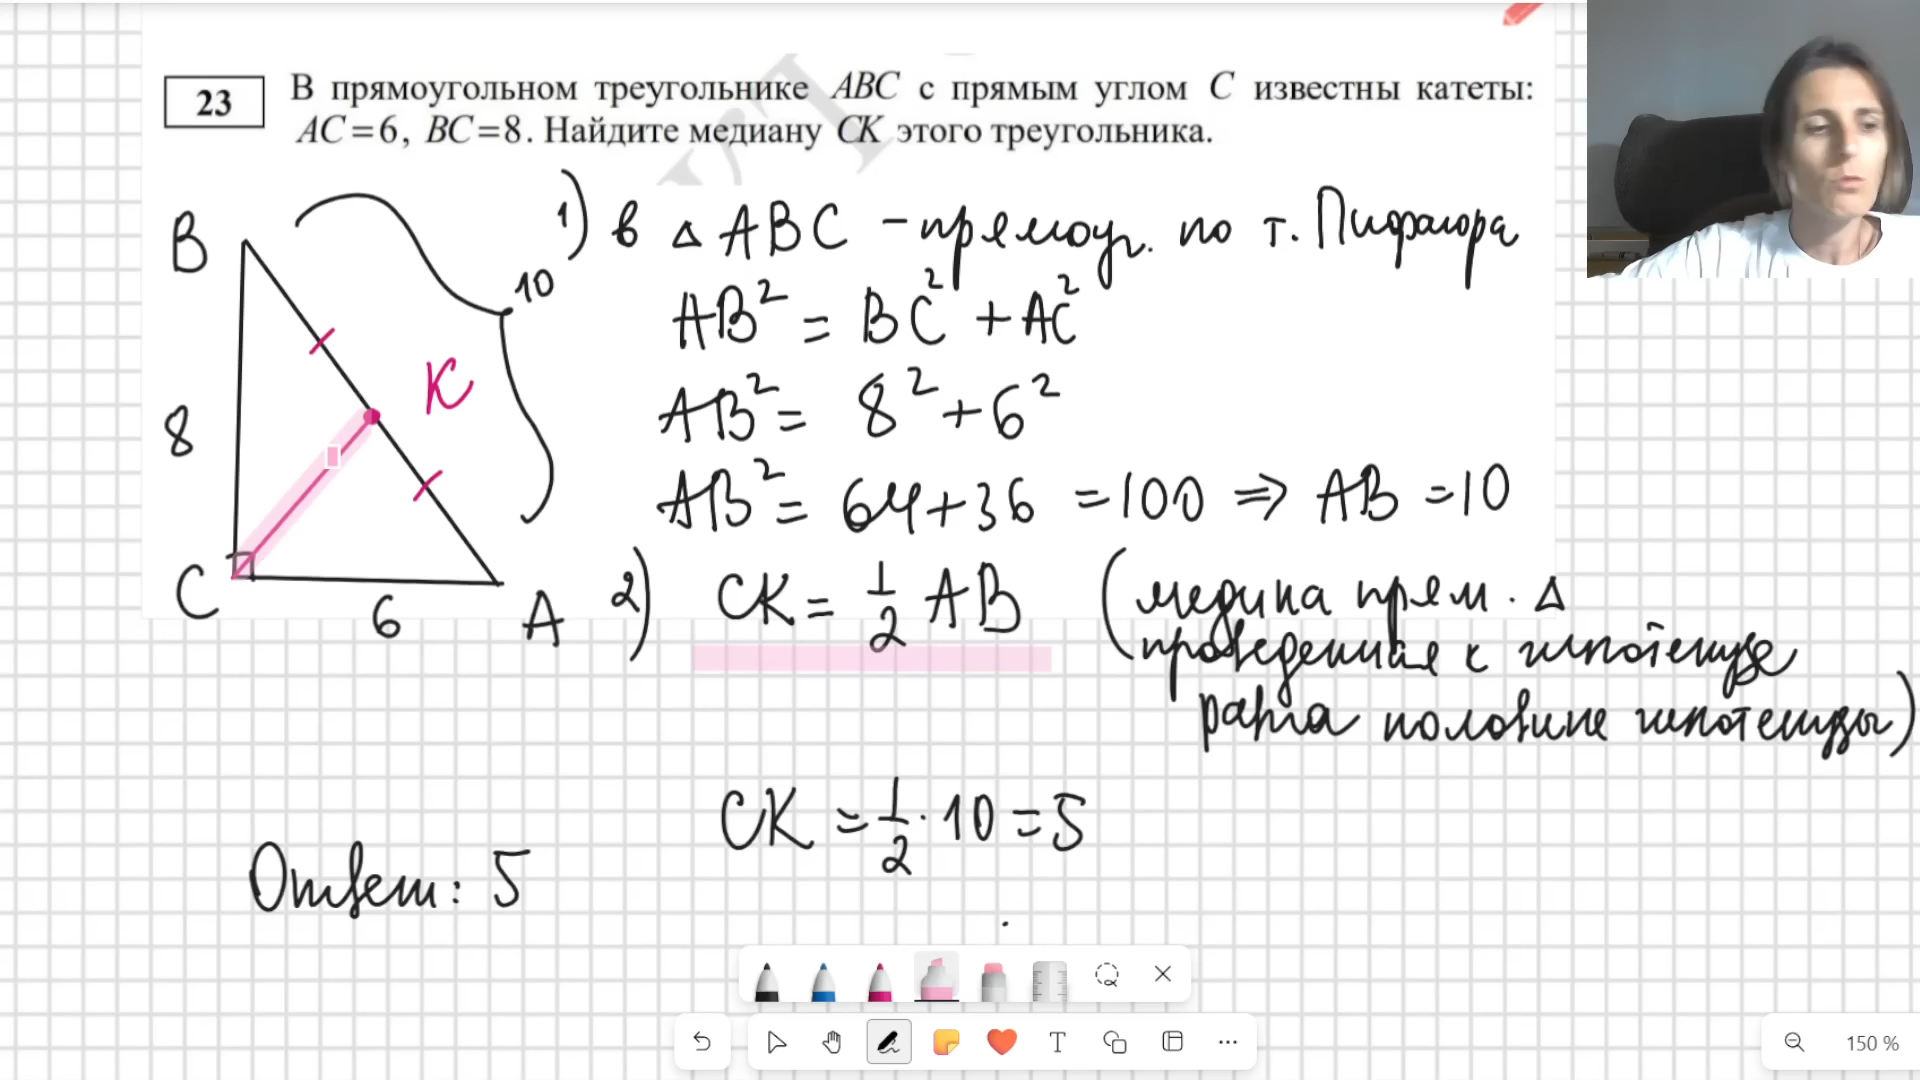 23
В прямоугольном треугольнике ABC с прямым углом C известны катеты:
AC=6, BC=8. Найдите медиану CK этого треугольника.
B
10
K
8
C
6
A
1) в △ ABC – прямоуг. по т. Пифагора
AB² = BC² + AC²
AB² = 8² + 6²
AB² = 64+36 =100 ⇒ AB =10
2) CK = 1/2 AB (медина прям. △
проведенная к гипотенузе
равна половине гипотенузы)
CK = 1/2 · 10 = 5
Ответ: 5
T
150 %